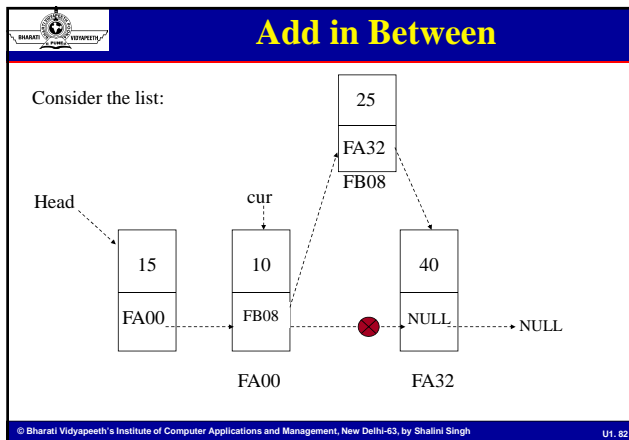 BHARATI
VIDYAPEETH
PUNE
Add in Between
Consider the list:
25
FA32
FB08
Head
cur
15
10
40
FA00
FB08
NULL
NULL
FA00
FA32
© Bharati Vidyapeeth's Institute of Computer Applications and Management, New Delhi-63, by Shalini Singh
U1. 82